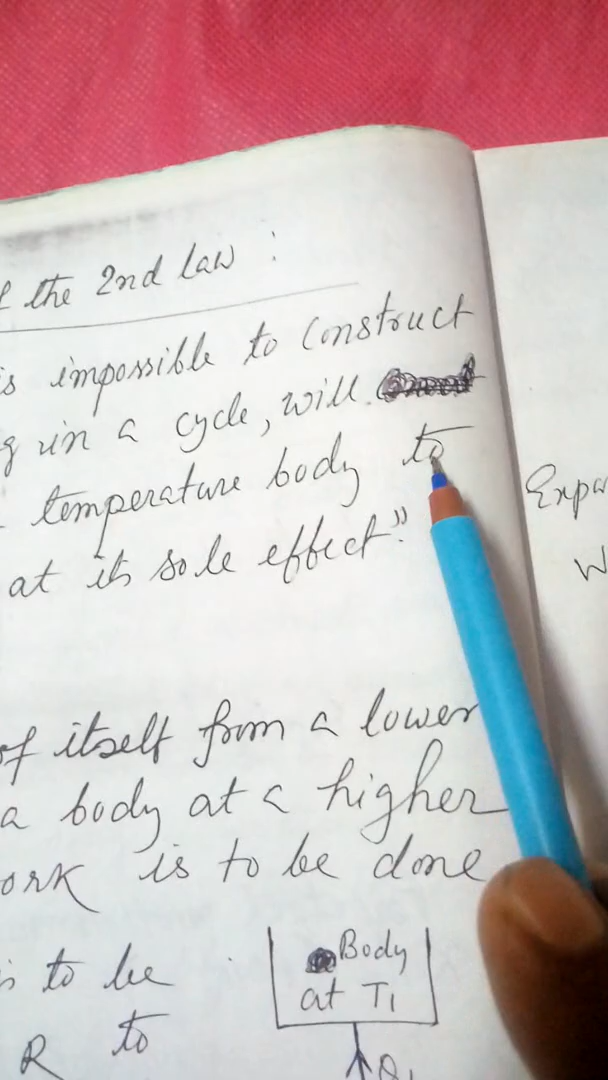 the 2nd law :
is impossible to construct
in a cycle, will
temperature body to
at its sole effect."
of itself from a lower
a body at a higher
ork is to be done
is to be
R to
Body
at T1
Q1
Expa
W